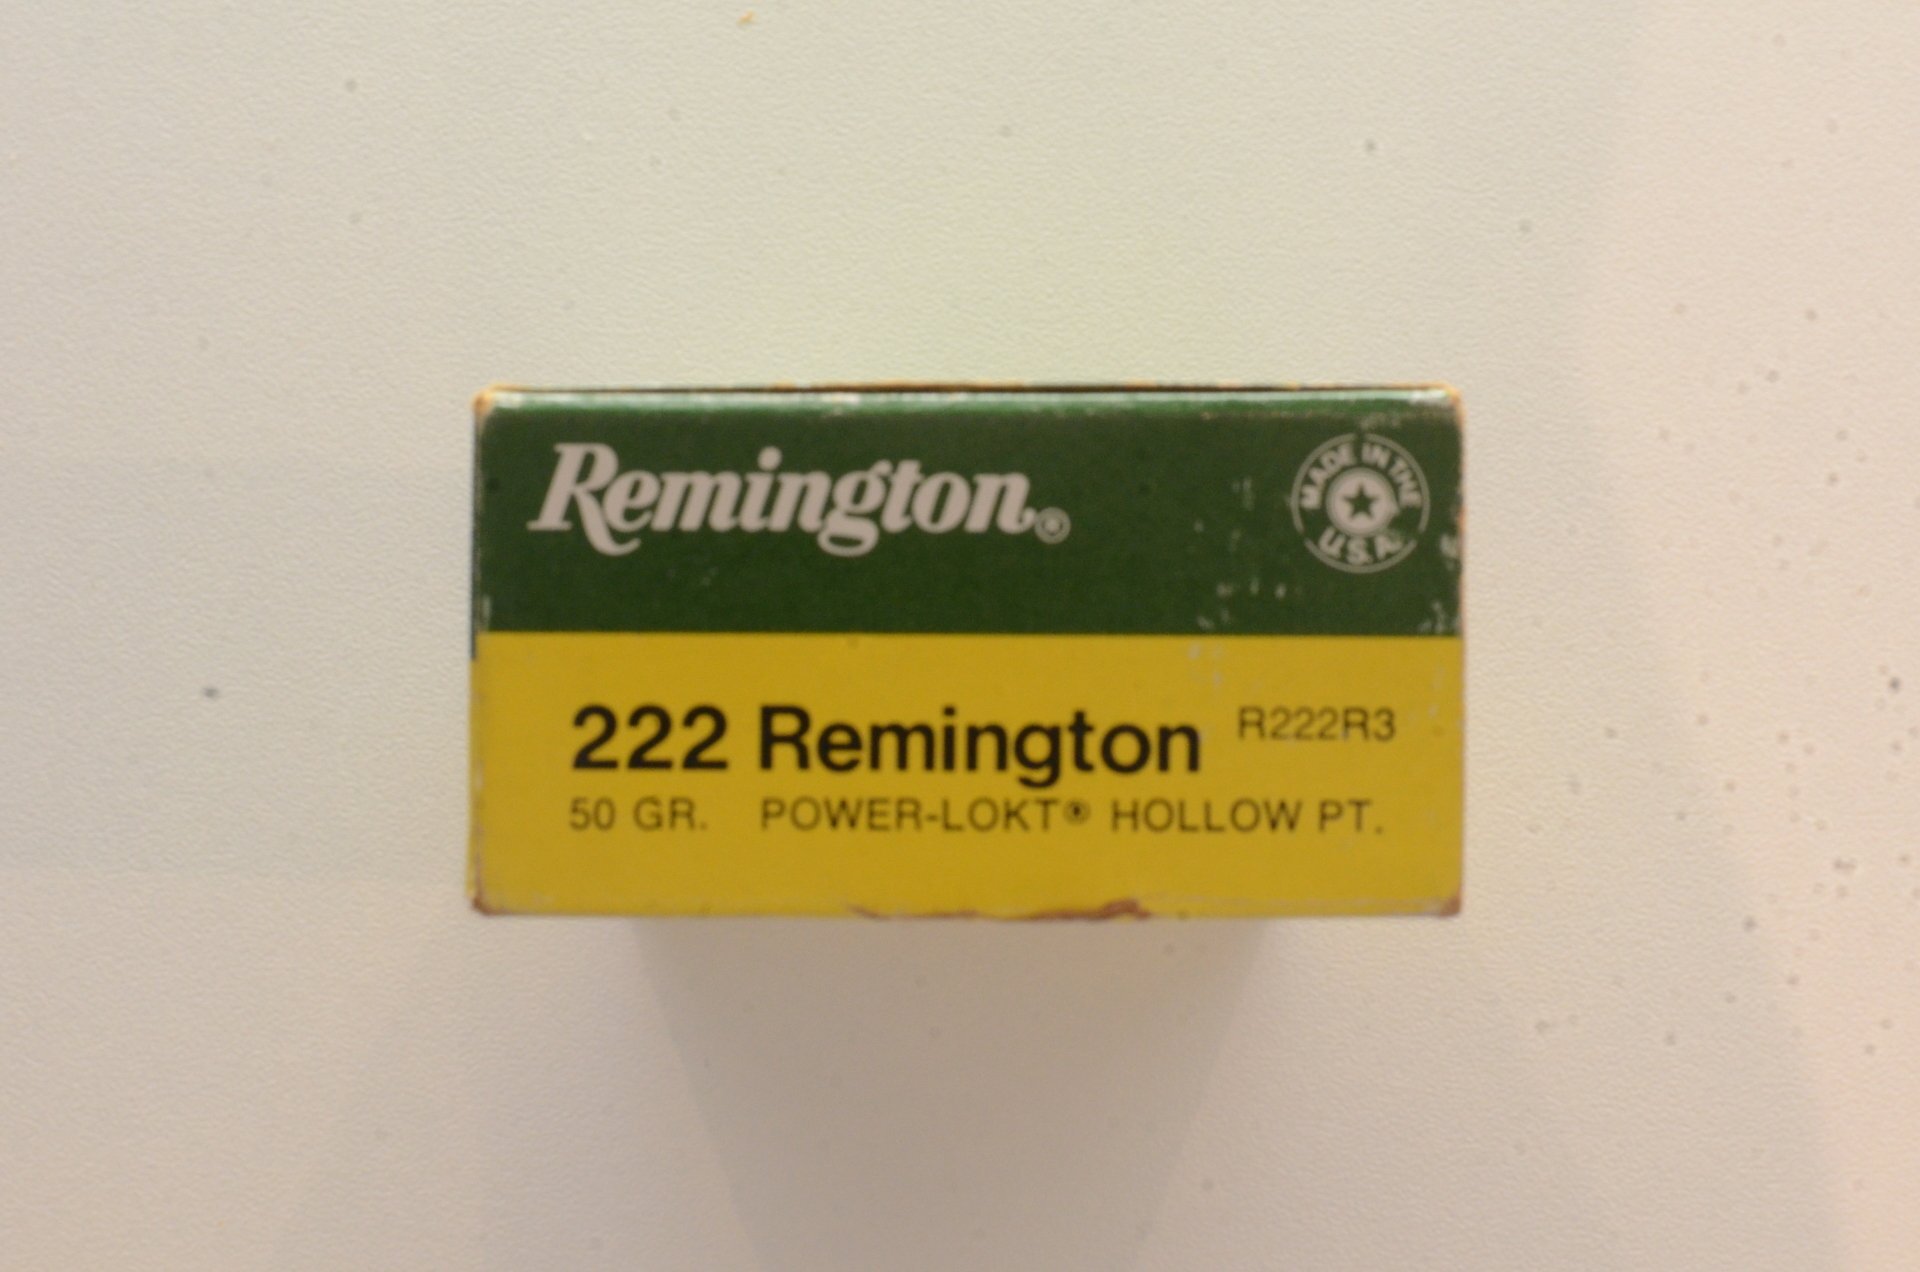 Remington®
MADE IN THE
U.S.A.
222 Remington R222R3
50 GR. POWER-LOKT® HOLLOW PT.